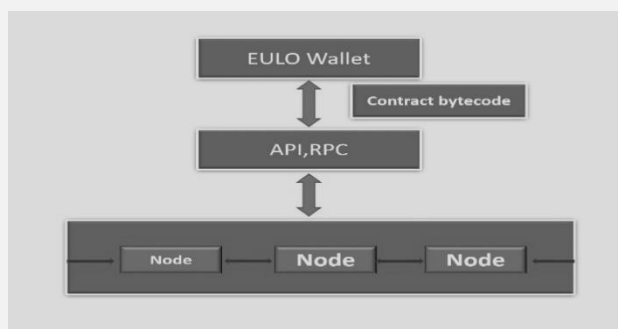 EULO Wallet
Contract bytecode
API,RPC
Node
Node
Node